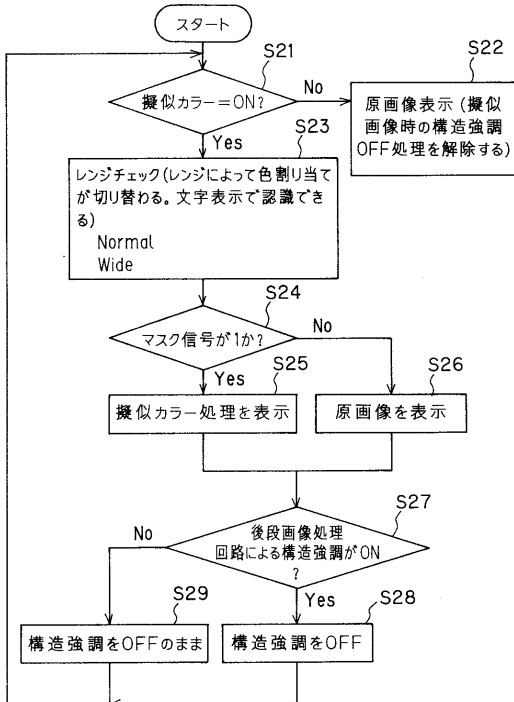 スタート
S21
擬似カラー=ON?
No
S22
原画像表示(擬似
画像時の構造強調
OFF処理を解除する)
Yes
S23
レンジチェック(レンジによって色割り当て
が切り替わる。文字表示で認識でき
る)
Normal
Wide
S24
マスク信号が1か?
No
Yes
S25
擬似カラー処理を表示
S26
原画像を表示
S27
後段画像処理
回路による構造強調がON
?
No
Yes
S29
構造強調をOFFのまま
S28
構造強調をOFF